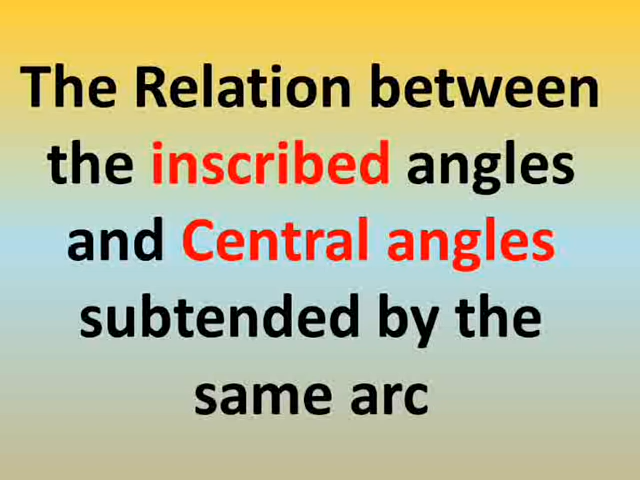 The Relation between
the inscribed angles
and Central angles
subtended by the
same arc